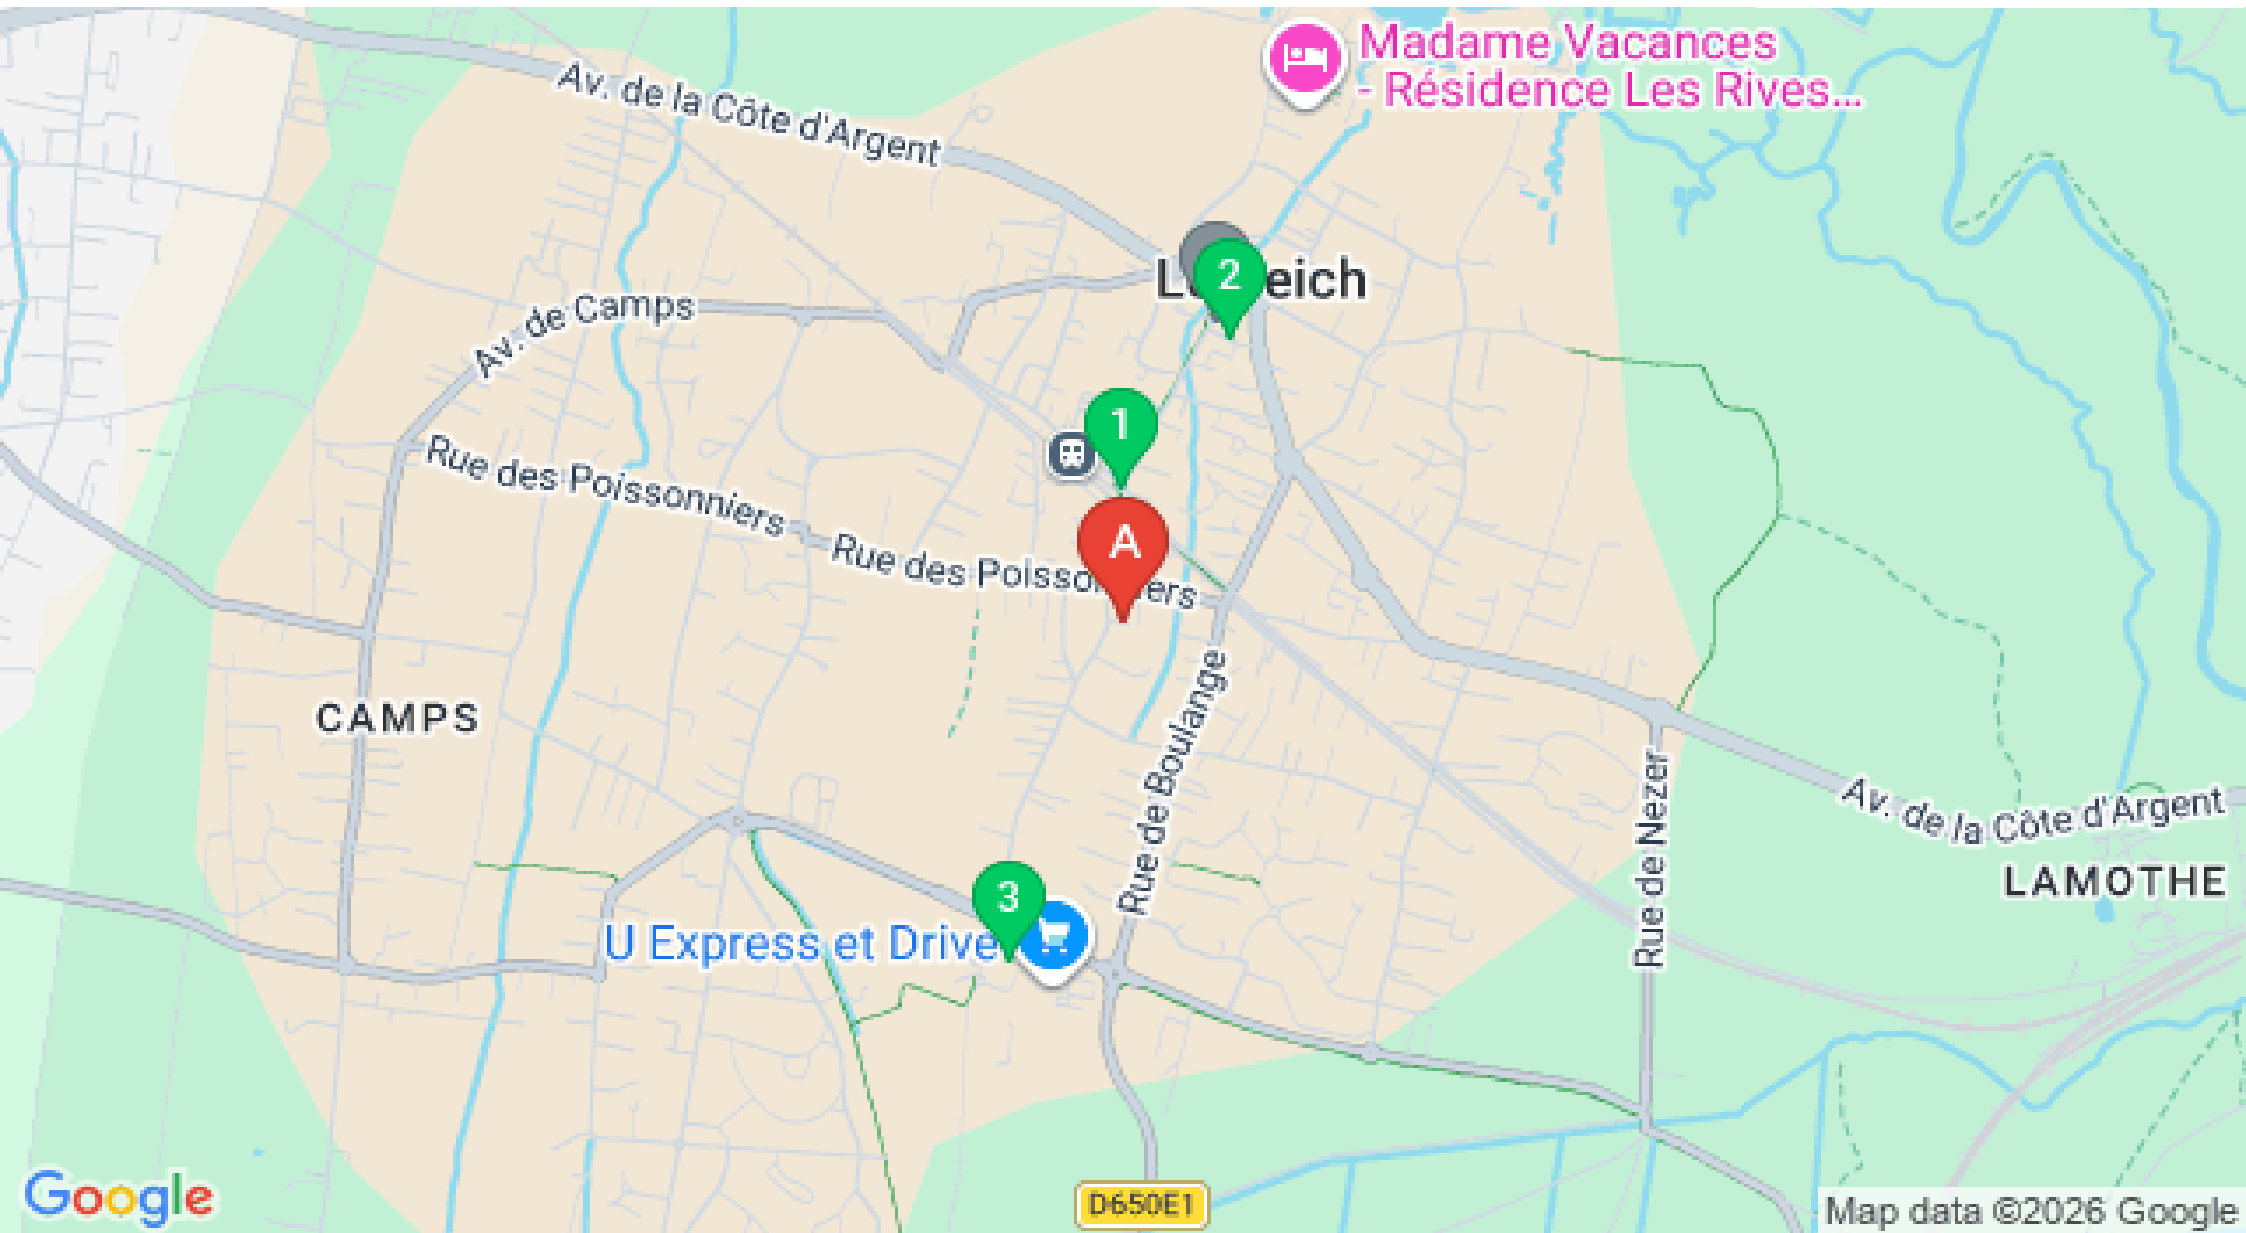 Madame Vacances
- Résidence Les Rives...
Av. de la Côte d'Argent
2
Av. de Camps
1
Rue des Poissonniers
A
Rue des
CAMPS
Rue de Boulange
Rue de Nezer
Av. de la Côte d'Argent
LAMOTHE
3
U Express et Drive
D650E1
Google
Map data ©2026 Google